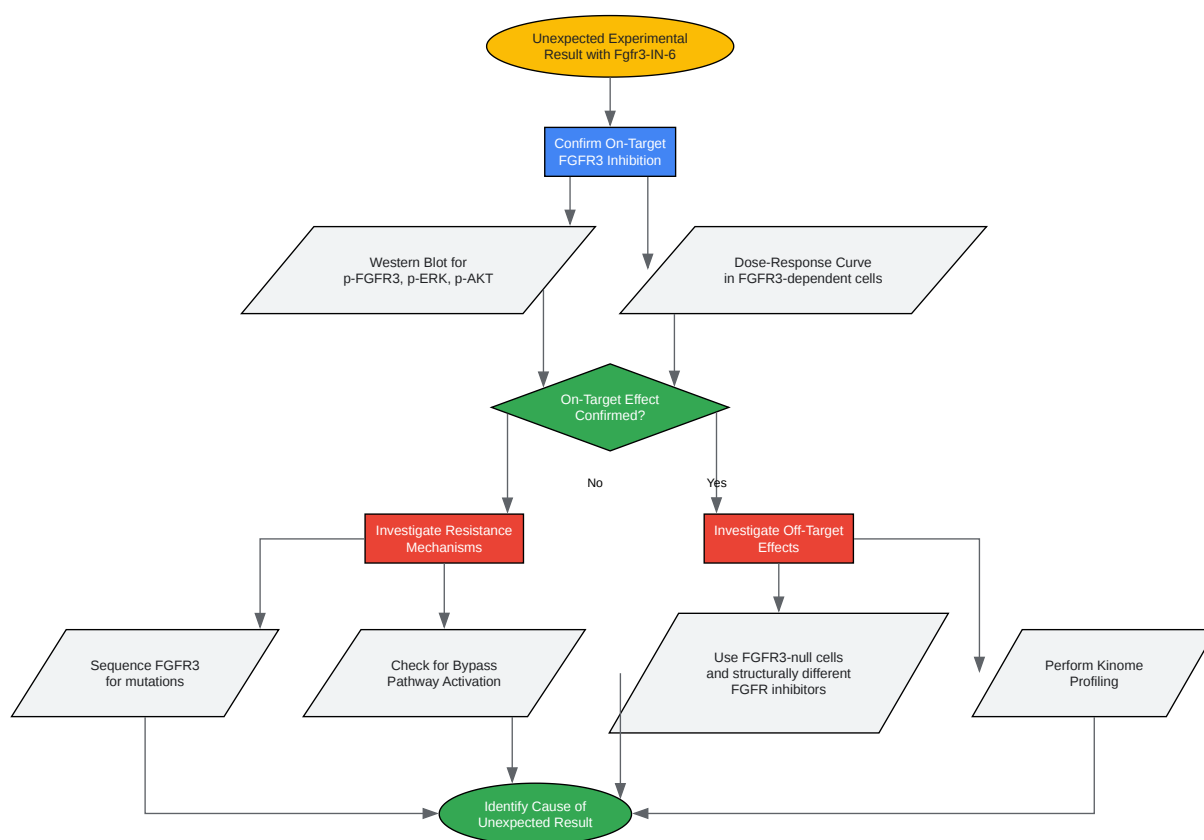 Unexpected Experimental
Result with Fgfr3-IN-6
Confirm On-Target
FGFR3 Inhibition
Western Blot for
p-FGFR3, p-ERK, p-AKT
Dose-Response Curve
in FGFR3-dependent cells
On-Target Effect
Confirmed?
No
Yes
Investigate Resistance
Mechanisms
Investigate Off-Target
Effects
Sequence FGFR3
for mutations
Check for Bypass
Pathway Activation
Use FGFR3-null cells
and structurally different
FGFR inhibitors
Perform Kinome
Profiling
Identify Cause of
Unexpected Result